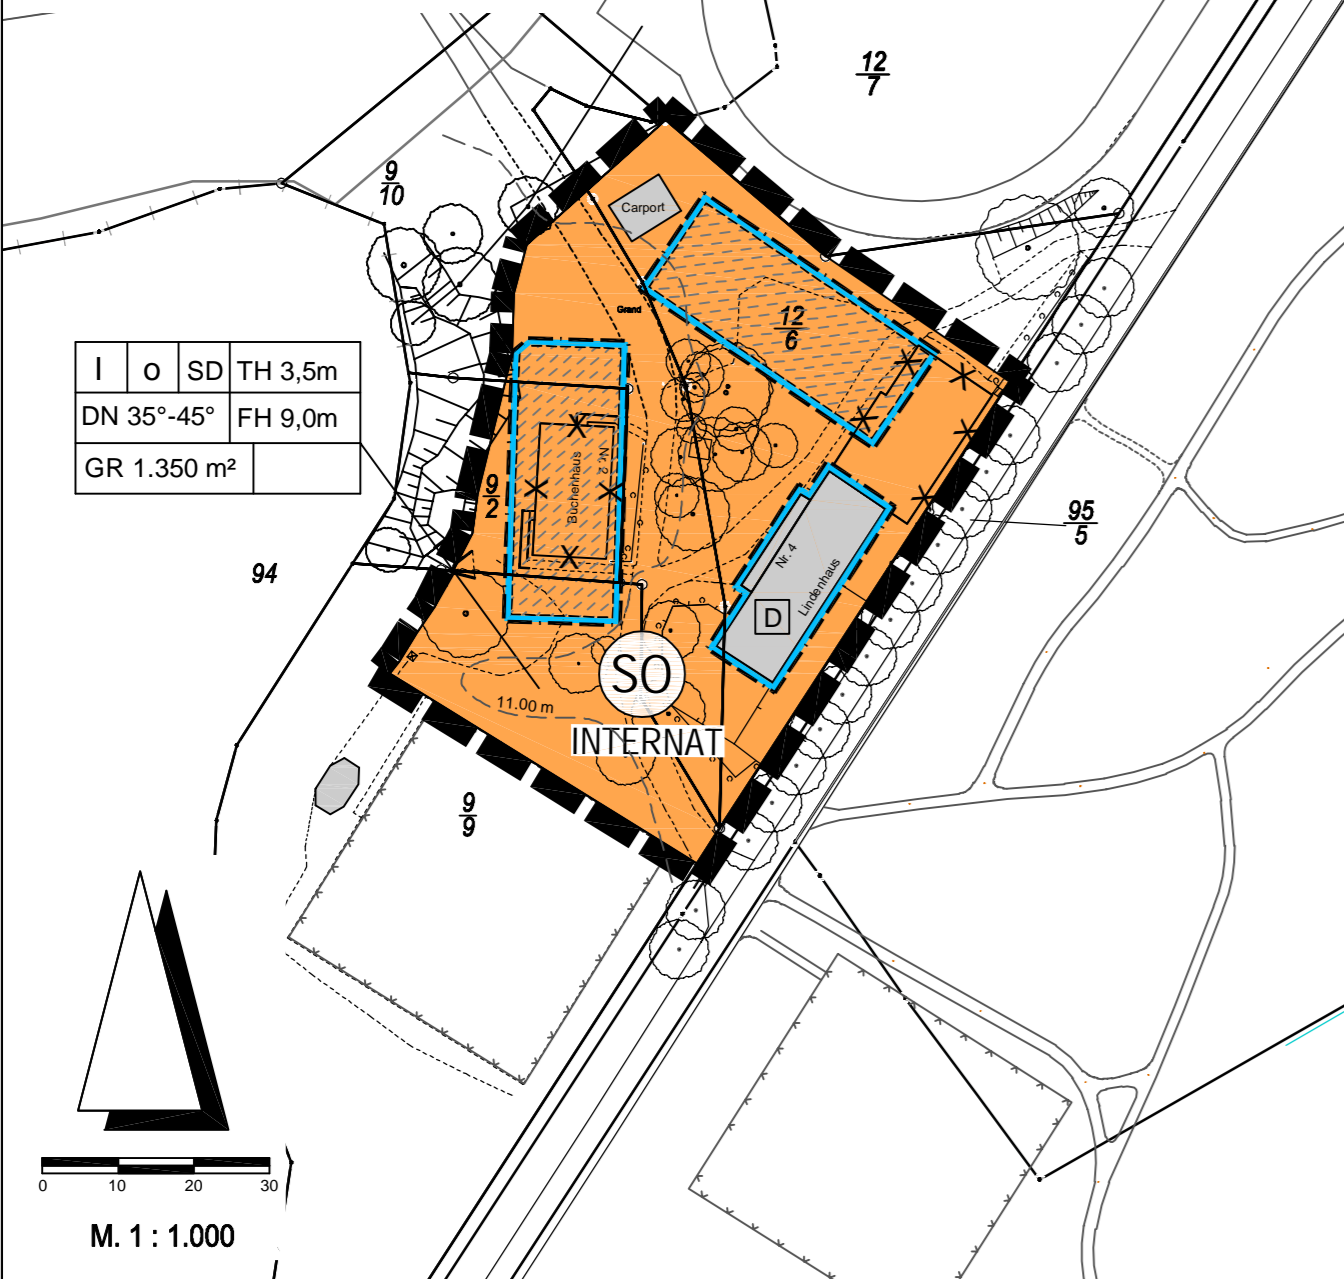 12
7
9
10
Carport
Grand
12
6
I o SD TH 3,5m
DN 35°-45° FH 9,0m
GR 1.350 m²
9
2
Buchenhaus
Nr. 2
95
5
94
Nr. 4
Lindenhaus
D
SO
11.00 m
INTERNAT
9
9
0 10 20 30
M. 1 : 1.000